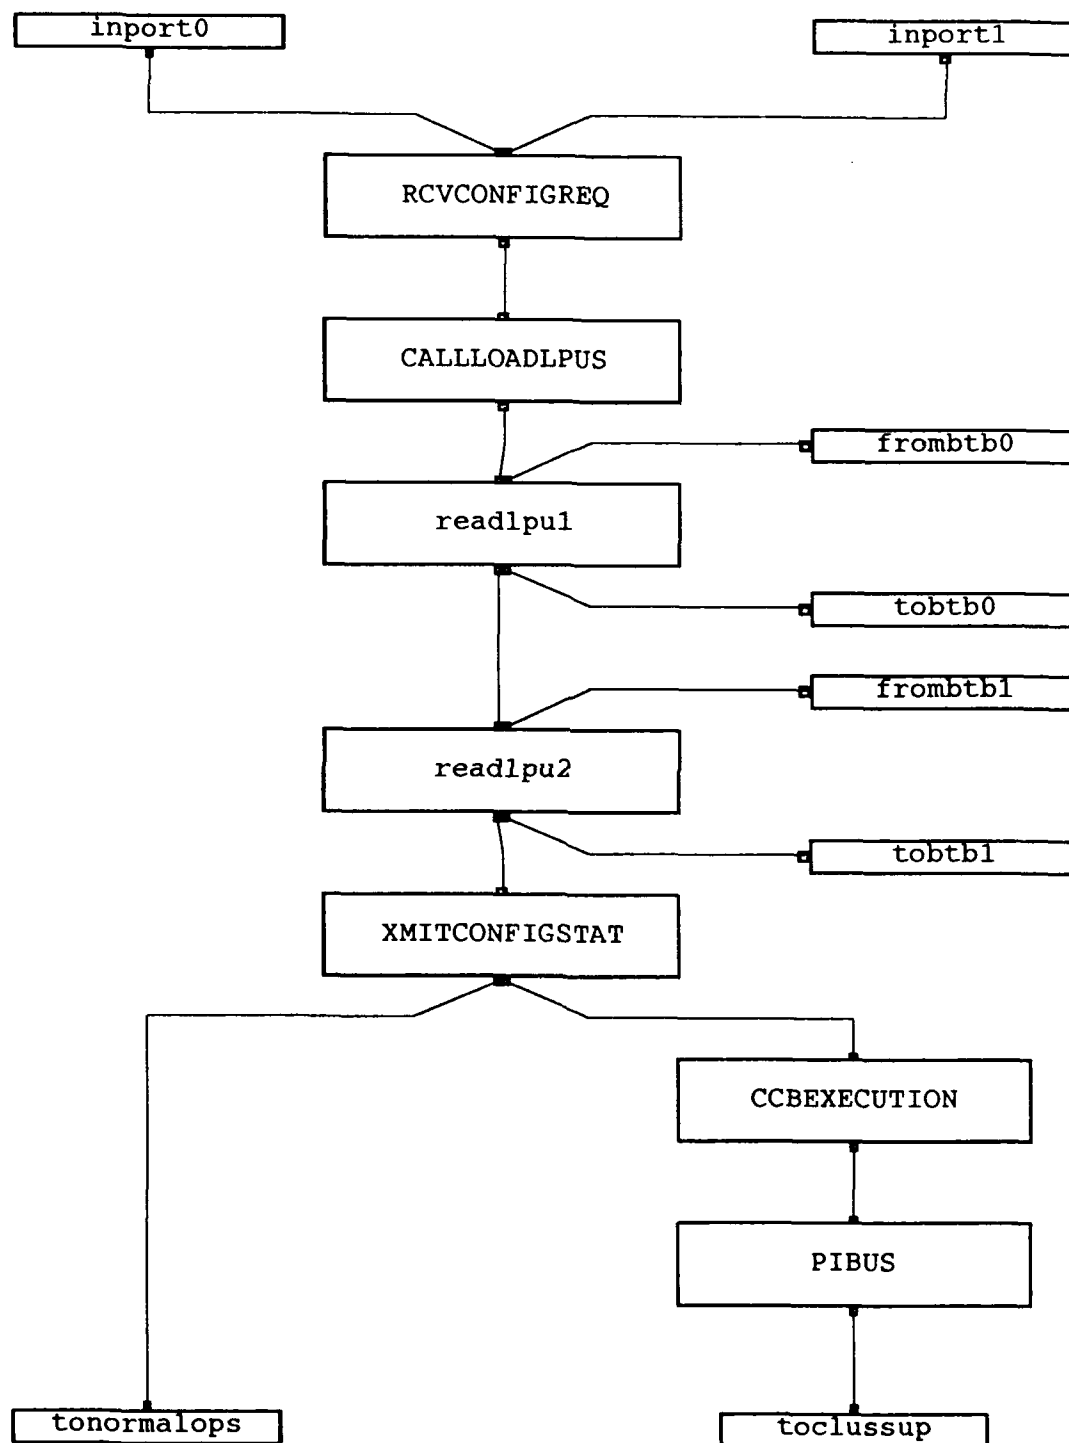 inport0
inport1
RCVCONFIGREQ
CALLLOADLPUS
frombtb0
readlpu1
tobtb0
frombtb1
readlpu2
tobtb1
XMITCONFIGSTAT
CCBEXECUTION
PIBUS
tonormalops
toclussup